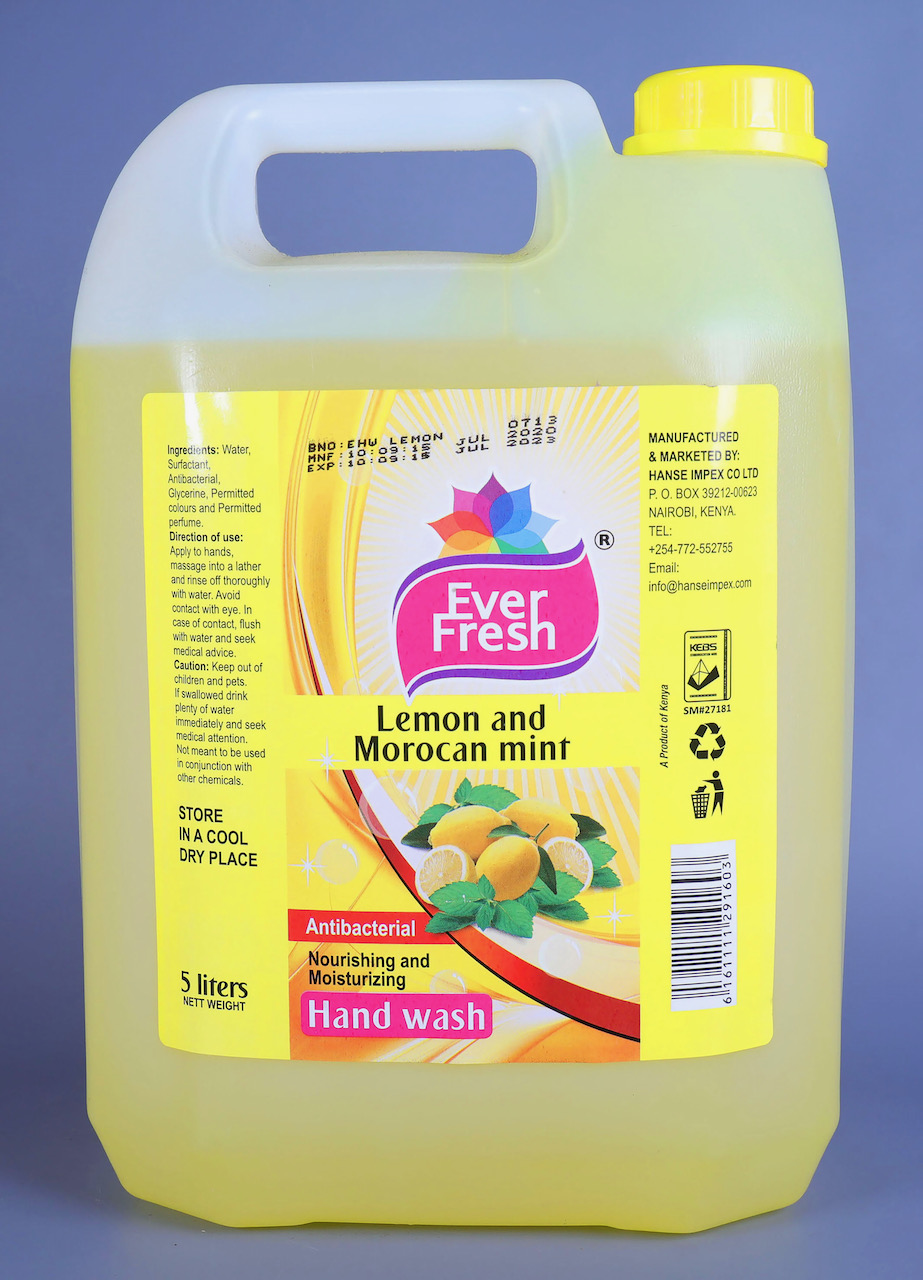 BNO:EHW LEMON 0713
MNF:10:09:15 JUL 2020
EXP:10:09:15 JUL 2023
Ingredients: Water,
Surfactant,
Antibacterial,
Glycerine, Permitted
colours and Permitted
perfume.
Direction of use:
Apply to hands,
massage into a lather
and rinse off thoroughly
with water. Avoid
contact with eye. In
case of contact, flush
with water and seek
medical advice.
Caution: Keep out of
children and pets.
If swallowed drink
plenty of water
immediately and seek
medical attention.
Not meant to be used
in conjunction with
other chemicals.
STORE
IN A COOL
DRY PLACE
5 liters
NETT WEIGHT
®
Ever
Fresh
Lemon and
Morocan mint
Antibacterial
Nourishing and
Moisturizing
Hand wash
MANUFACTURED
& MARKETED BY:
HANSE IMPEX CO LTD
P. O. BOX 39212-00623
NAIROBI, KENYA.
TEL:
+254-772-552755
Email:
info@hanseimpex.com
KEBS
SM#27181
A Product of Kenya
6 161111 291603